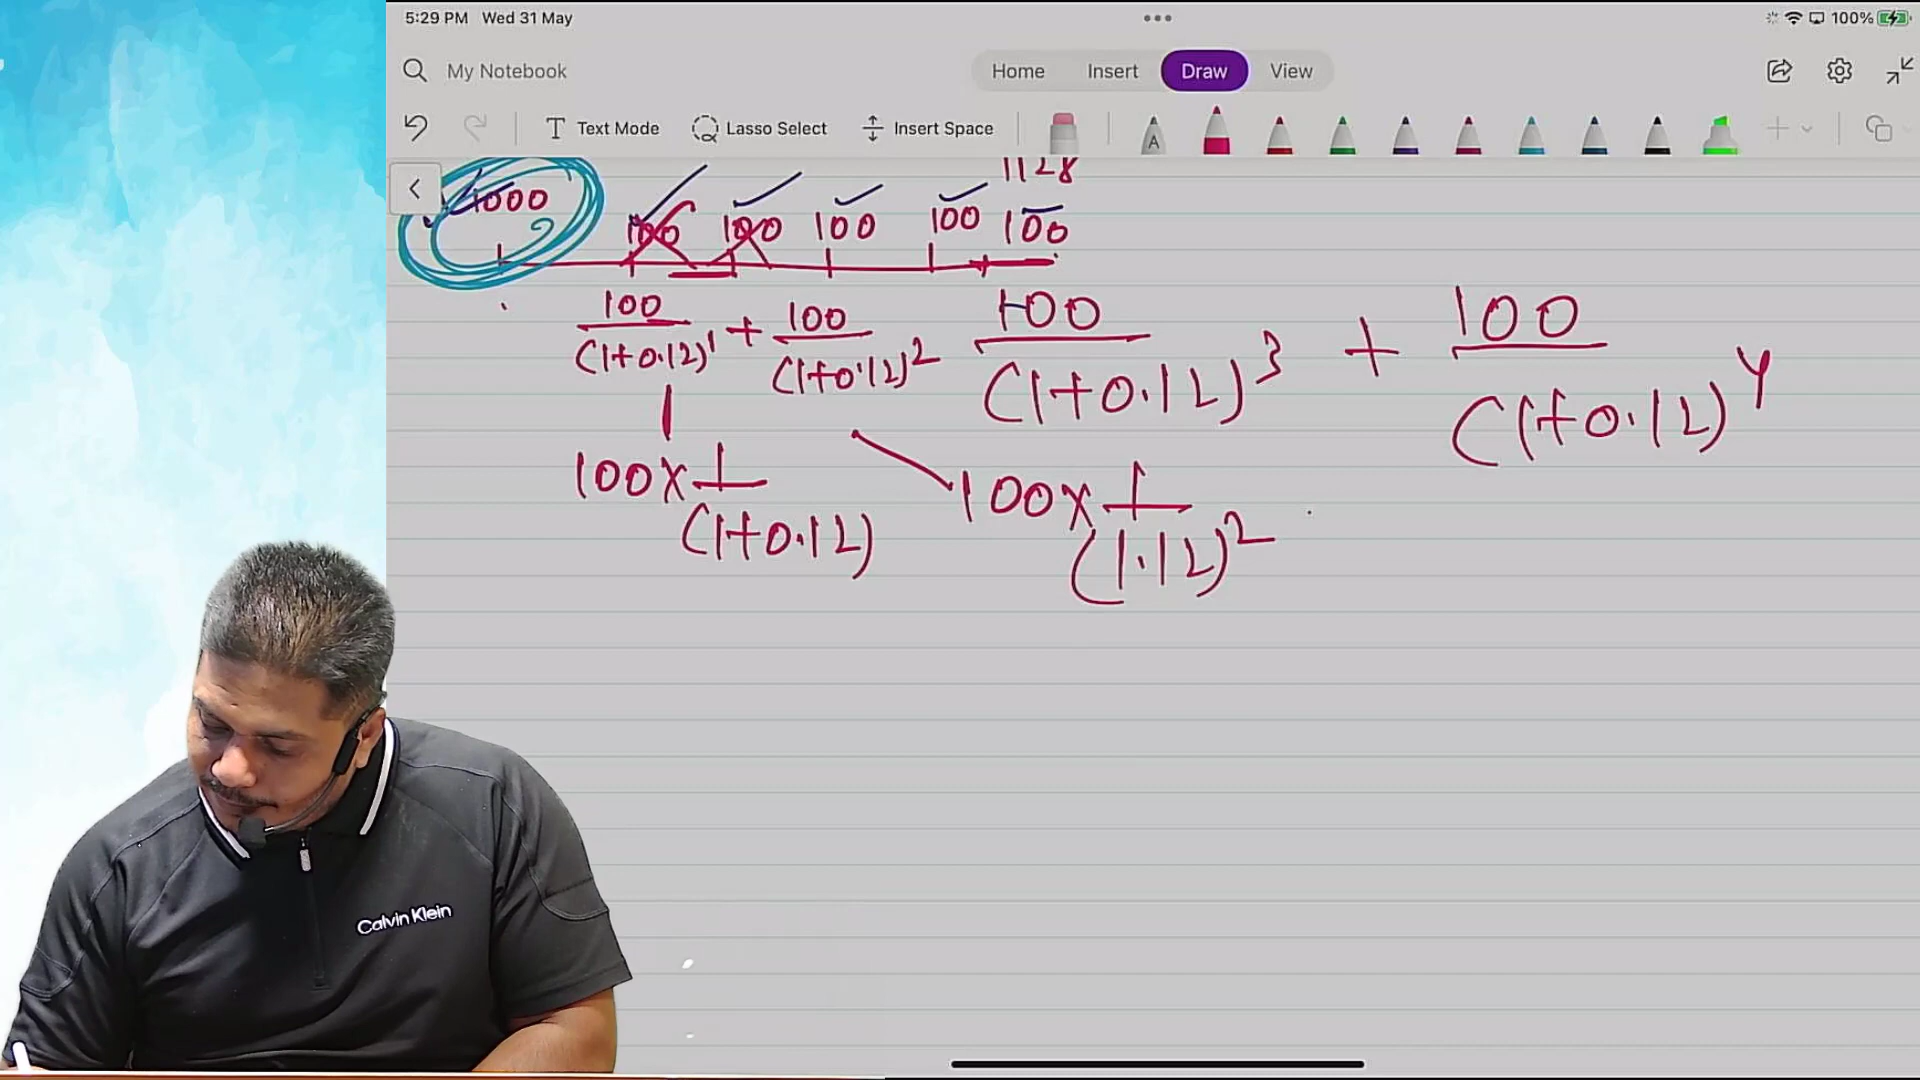 5:29 PM Wed 31 May
100%
My Notebook
Home Insert Draw View
Text Mode Lasso Select Insert Space
A
1128
1000 100 100 100 100 100
2
100/(1+0.12)^1 + 100/(1+0.12)^2 100/(1+0.12)^3 + 100/(1+0.12)^4
100 x 1/(1+0.12) 100 x 1/(1.12)^2
Calvin Klein